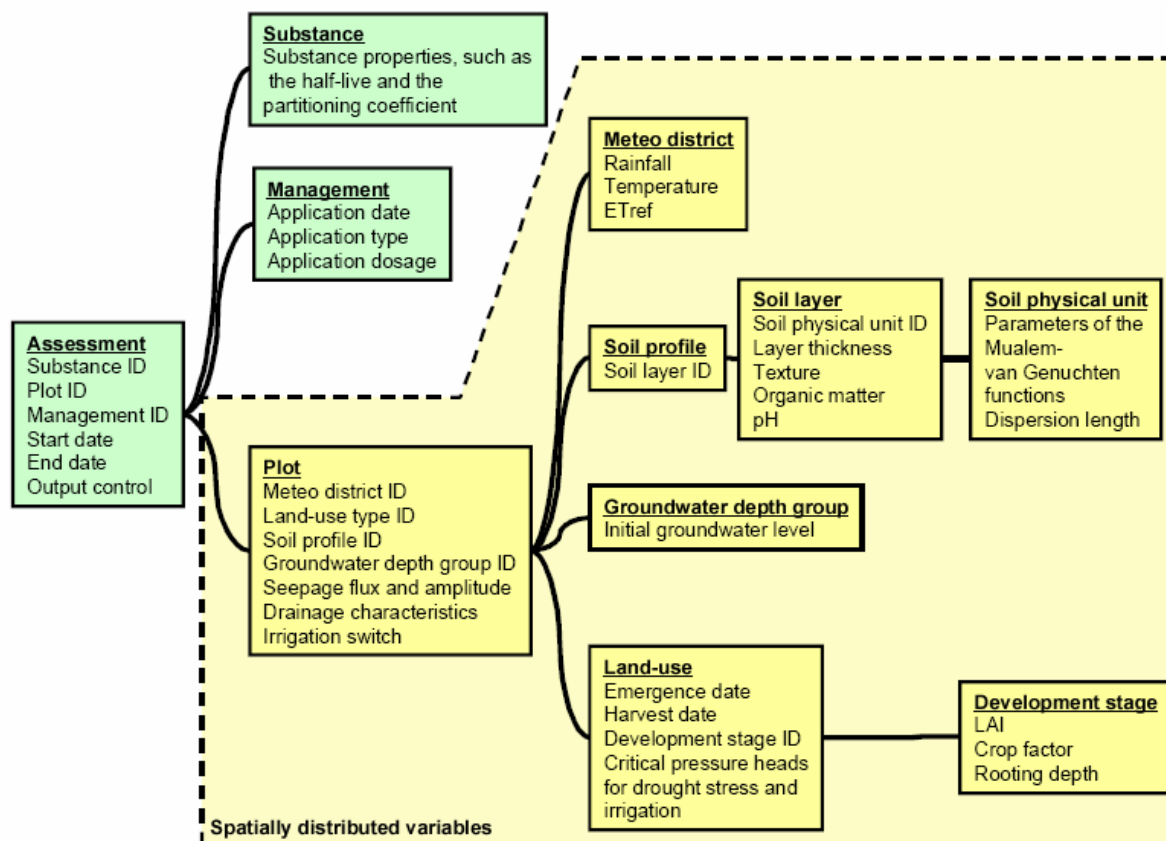 Substance
Substance properties, such as
the half-live and the
partitioning coefficient
Management
Application date
Application type
Application dosage
Assessment
Substance ID
Plot ID
Management ID
Start date
End date
Output control
Plot
Meteo district ID
Land-use type ID
Soil profile ID
Groundwater depth group ID
Seepage flux and amplitude
Drainage characteristics
Irrigation switch
Meteo district
Rainfall
Temperature
ETref
Soil profile
Soil layer ID
Soil layer
Soil physical unit ID
Layer thickness
Texture
Organic matter
pH
Soil physical unit
Parameters of the
Mualem-
van Genuchten
functions
Dispersion length
Groundwater depth group
Initial groundwater level
Land-use
Emergence date
Harvest date
Development stage ID
Critical pressure heads
for drought stress and
irrigation
Development stage
LAI
Crop factor
Rooting depth
Spatially distributed variables